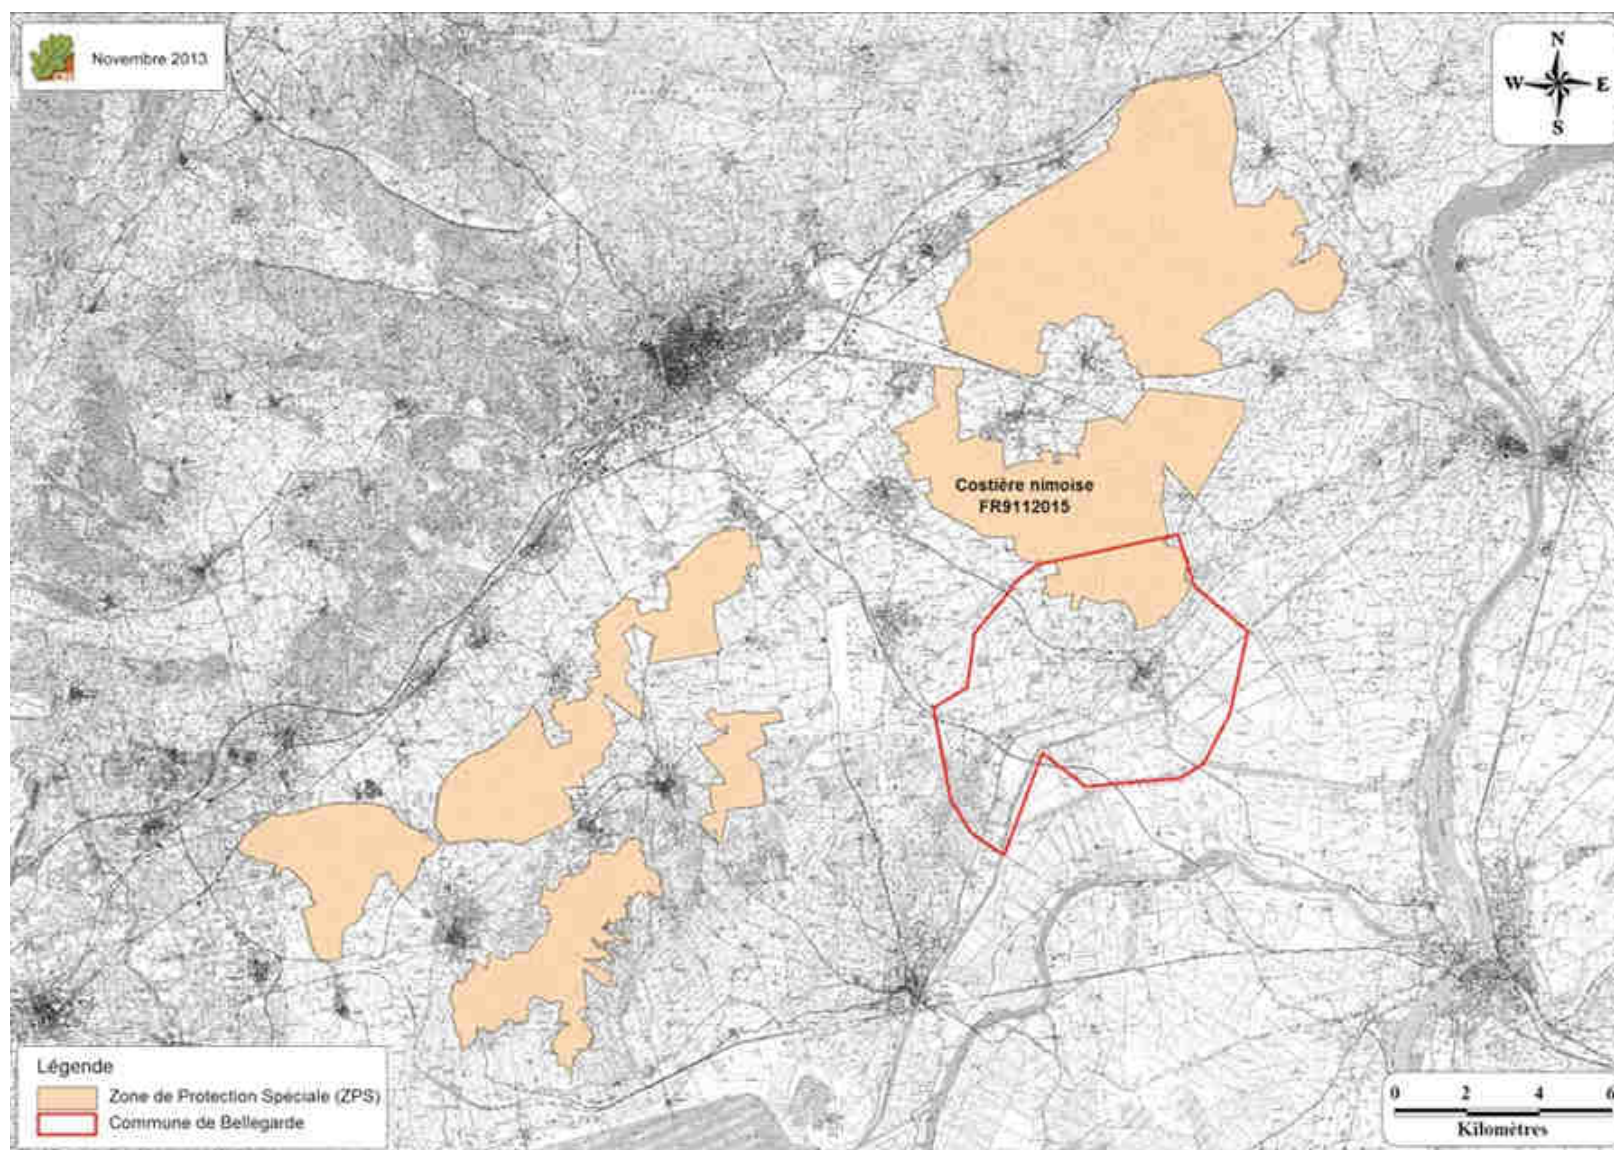 Novembre 2013
N
W E
S
Costière nimoise
FR9112015
Légende
Zone de Protection Spéciale (ZPS)
Commune de Bellegarde
0 2 4 6
Kilomètres